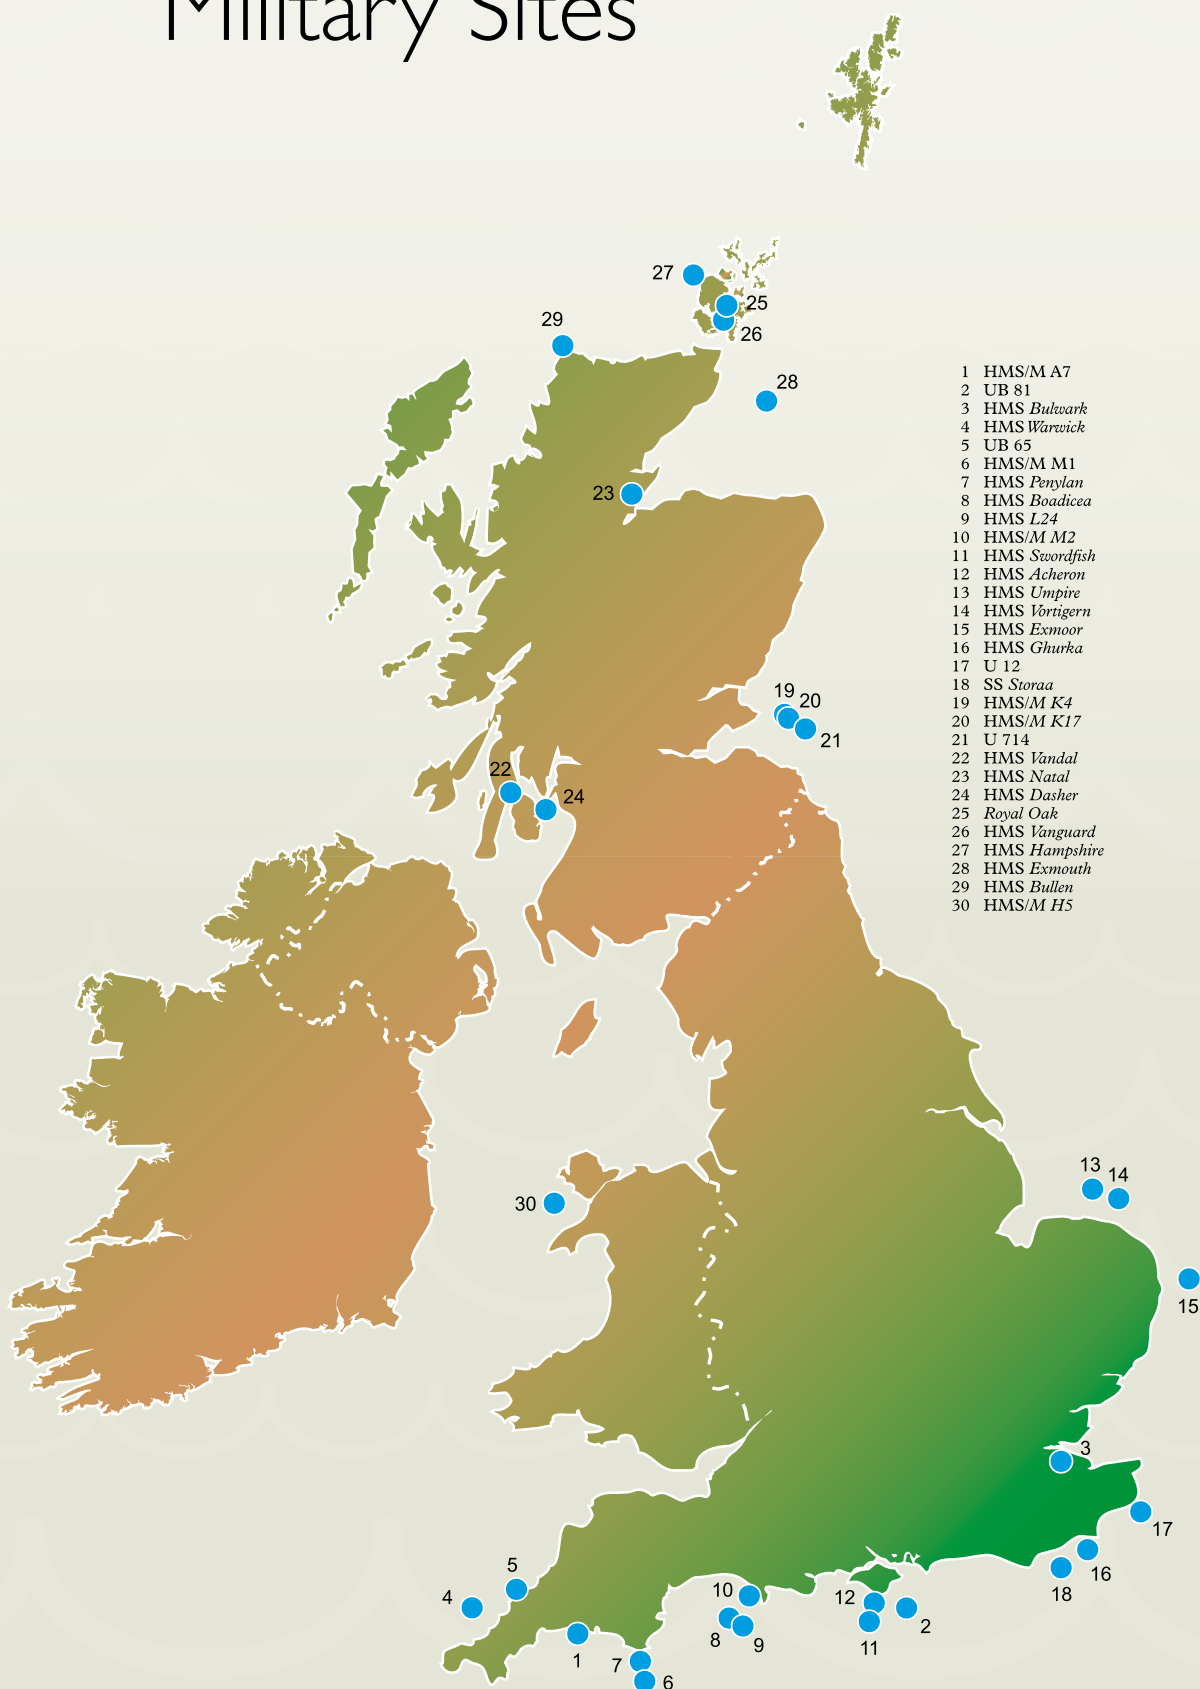 Military Sites
27
25
26
29
28
23
19
20
21
22
24
30
13
14
15
3
17
16
18
5
4
10
12
2
8
9
11
1
7
6
1 HMS/M A7
2 UB 81
3 HMS Bulwark
4 HMS Warwick
5 UB 65
6 HMS/M M1
7 HMS Penylan
8 HMS Boadicea
9 HMS L24
10 HMS/M M2
11 HMS Swordfish
12 HMS Acheron
13 HMS Umpire
14 HMS Vortigern
15 HMS Exmoor
16 HMS Ghurka
17 U 12
18 SS Storaa
19 HMS/M K4
20 HMS/M K17
21 U 714
22 HMS Vandal
23 HMS Natal
24 HMS Dasher
25 Royal Oak
26 HMS Vanguard
27 HMS Hampshire
28 HMS Exmouth
29 HMS Bullen
30 HMS/M H5